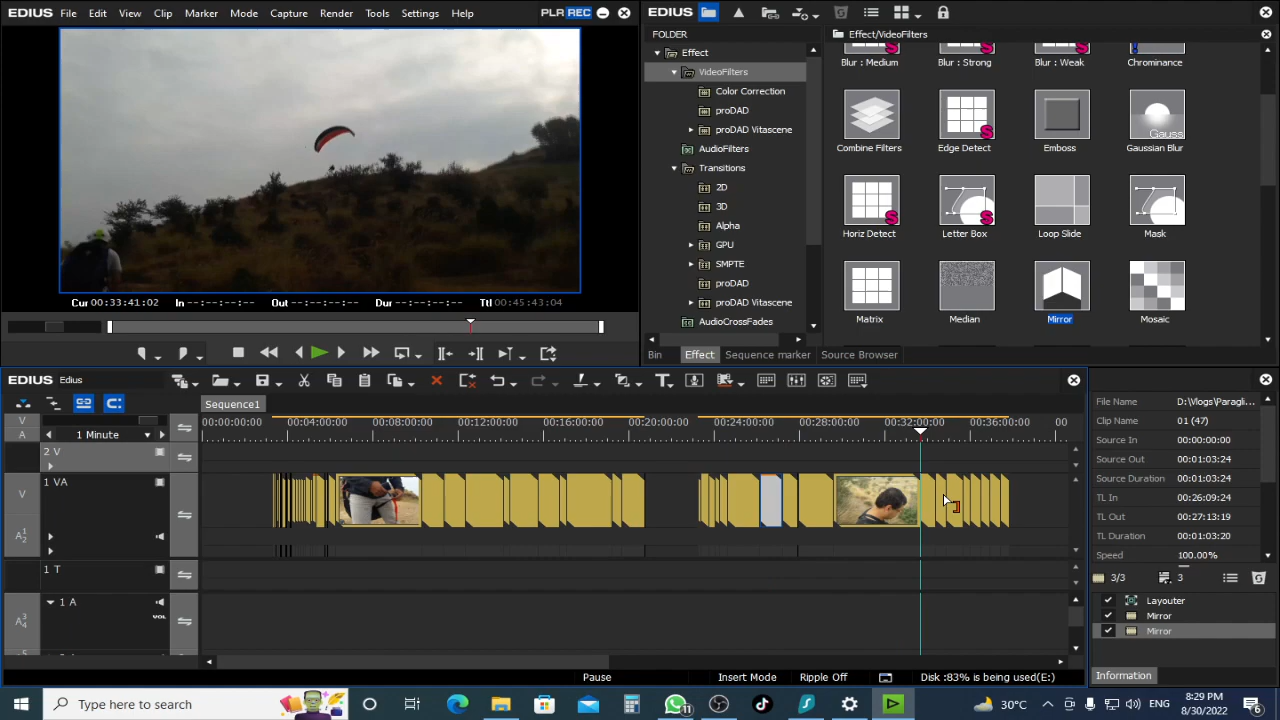 EDIUS File Edit View Clip Marker Mode Capture Render Tools Settings Help PLR REC
Cur 00:33:41:02 In --:--:--:-- Out --:--:--:-- Dur --:--:--:-- Ttl 00:45:43:04
EDIUS
FOLDER
Effect
VideoFilters
Color Correction
proDAD
proDAD Vitascene
AudioFilters
Transitions
2D
3D
Alpha
GPU
SMPTE
proDAD
proDAD Vitascene
AudioCrossFades
Effect/VideoFilters
Blur : Medium Blur : Strong Blur : Weak Chrominance
Gauss
Combine Filters Edge Detect Emboss Gaussian Blur
Horiz Detect Letter Box Loop Slide Mask
Matrix Median Mirror Mosaic
Bin Effect Sequence marker Source Browser
EDIUS Edius
Sequence1
V
A
1 Minute
00:00:00:00 00:04:00:00 00:08:00:00 00:12:00:00 00:16:00:00 00:20:00:00 00:24:00:00 00:28:00:00 00:32:00:00 00:36:00:00 00
2 V
V 1 VA
A1 2
1 T
1 A
VOL
A3 4
Pause Insert Mode Ripple Off Disk :83% is being used(E:)
File Name D:\Vlogs\Paragli...
Clip Name 01 (47)
Source In 00:00:00:00
Source Out 00:01:03:24
Source Duration 00:01:03:24
TL In 00:26:09:24
TL Out 00:27:13:19
TL Duration 00:01:03:20
Speed 100.00%
3/3 3
Layouter
Mirror
Mirror
Information
Type here to search
11
30°C ENG 8:29 PM
8/30/2022